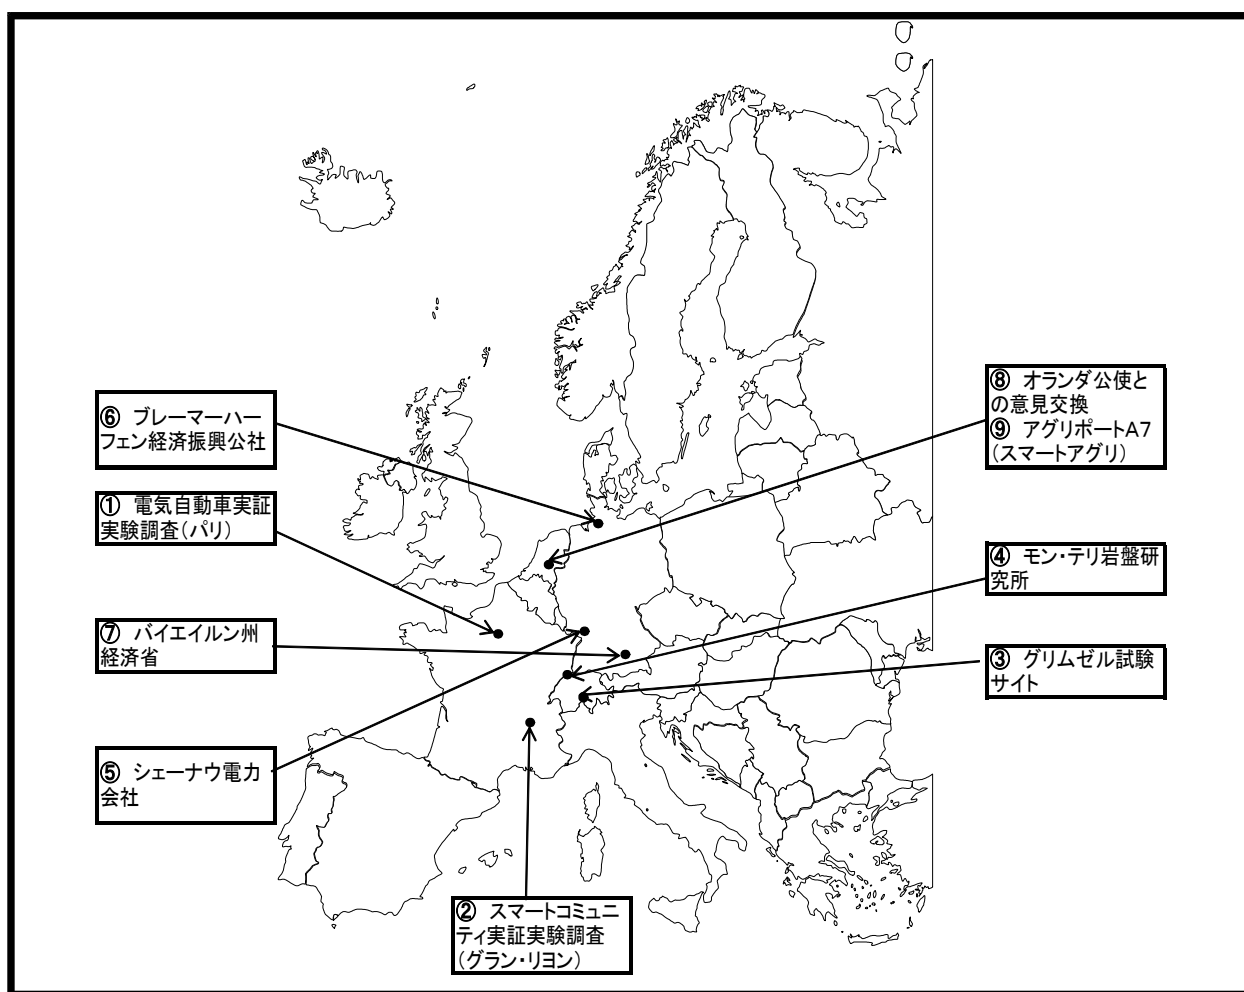 ⑥ ブレーマーハー
フェン経済振興公社
① 電気自動車実証
実験調査(パリ)
⑦ バイエイルン州
経済省
⑤ シェーナウ電力
会社
② スマートコミュニ
ティ実証実験調査
(グラン・リヨン)
⑧ オランダ公使と
の意見交換
⑨ アグリポートA7
(スマートアグリ)
④ モン・テリ岩盤研
究所
③ グリムゼル試験
サイト